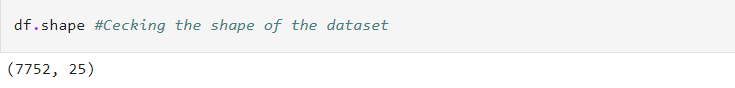 df.shape #Cecking the shape of the dataset
(7752, 25)